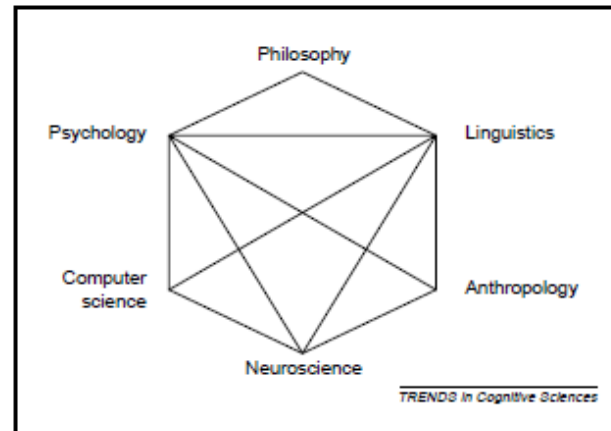 Philosophy
Psychology
Linguistics
Computer
science
Anthropology
Neuroscience
TRENDS in Cognitive Sciences